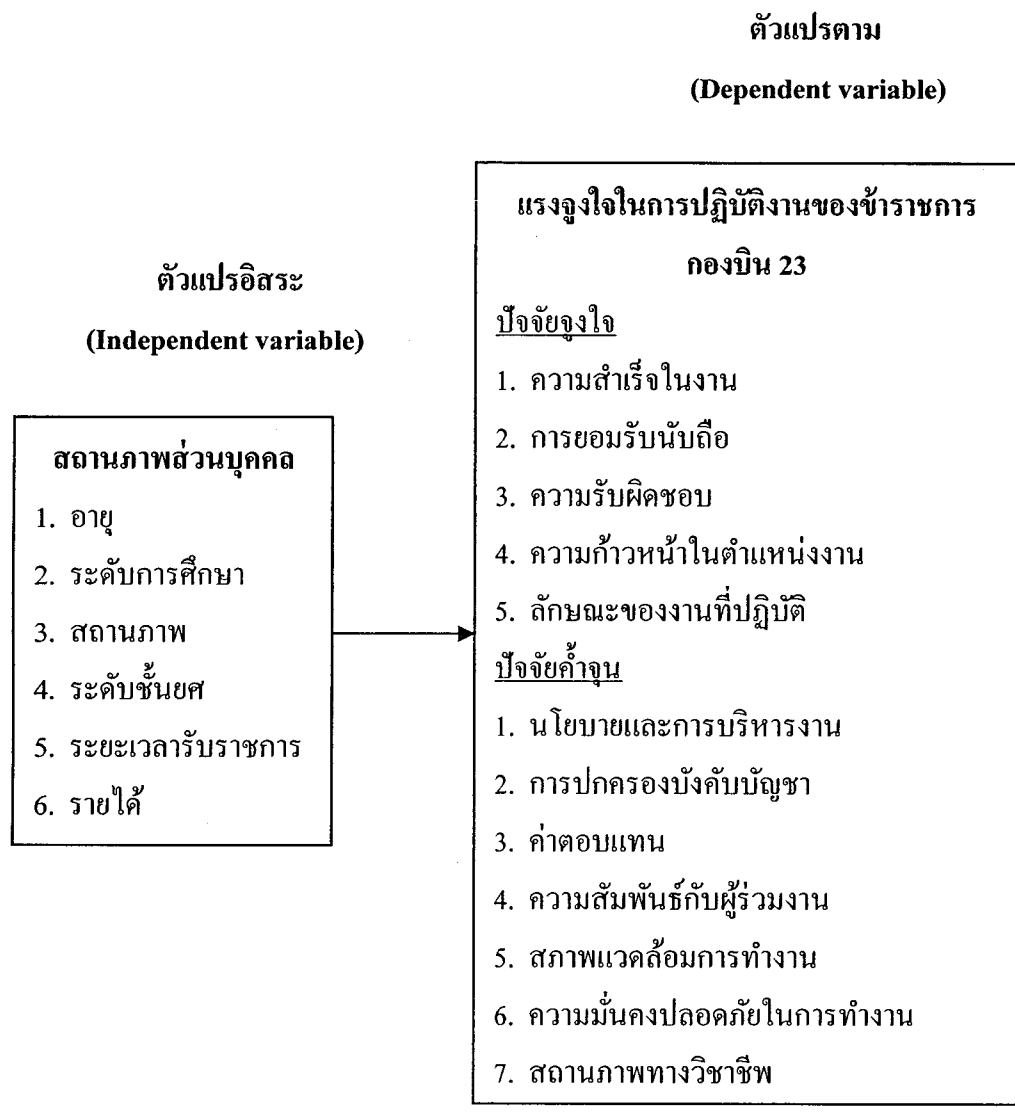 ตัวแปรตาม
(Dependent variable)
ตัวแปรอิสระ
(Independent variable)
สถานภาพส่วนบุคคล
1. อายุ
2. ระดับการศึกษา
3. สถานภาพ
4. ระดับชั้นยศ
5. ระยะเวลารับราชการ
6. รายได้
แรงจูงใจในการปฏิบัติงานของข้าราชการ
กองบิน 23
ปัจจัยจูงใจ
1. ความสำเร็จในงาน
2. การยอมรับนับถือ
3. ความรับผิดชอบ
4. ความก้าวหน้าในตำแหน่งงาน
5. ลักษณะของงานที่ปฏิบัติ
ปัจจัยค้ำจุน
1. นโยบายและการบริหารงาน
2. การปกครองบังคับบัญชา
3. ค่าตอบแทน
4. ความสัมพันธ์กับผู้ร่วมงาน
5. สภาพแวดล้อมการทำงาน
6. ความมั่นคงปลอดภัยในการทำงาน
7. สถานภาพทางวิชาชีพ